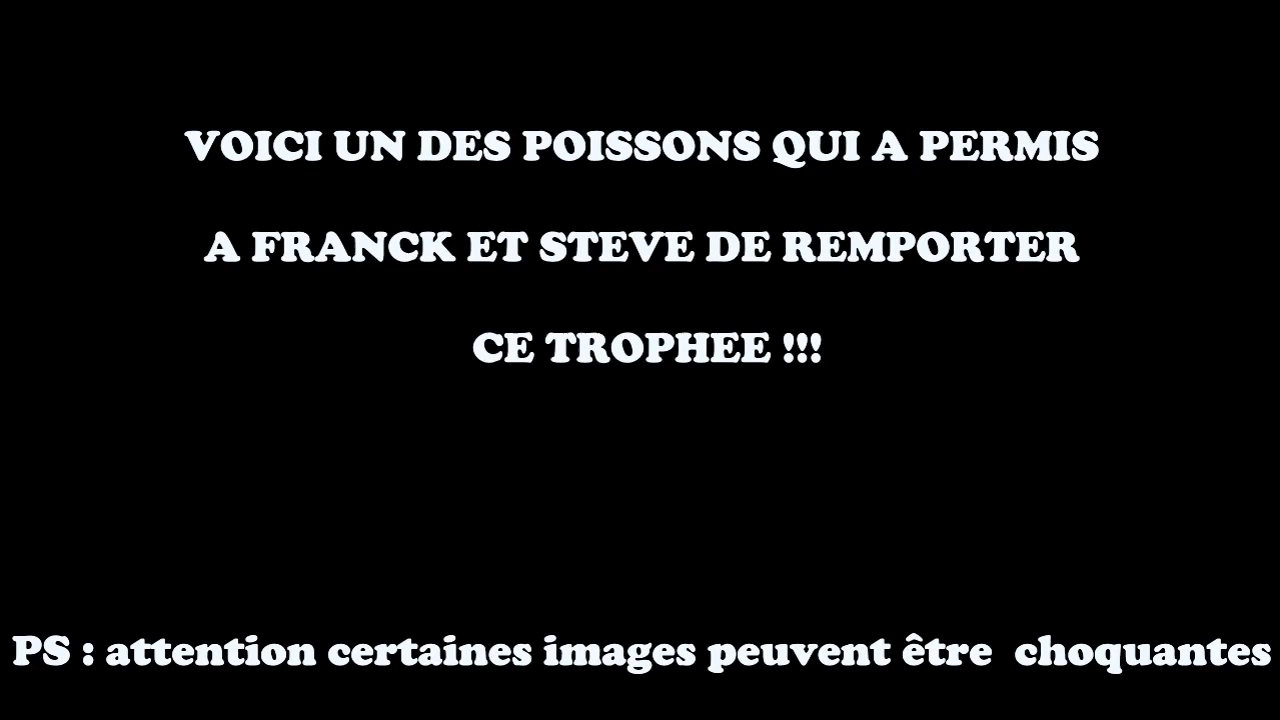 VOICI UN DES POISSONS QUI A PERMIS
A FRANCK ET STEVE DE REMPORTER
CE TROPHEE !!!
PS : attention certaines images peuvent être  choquantes